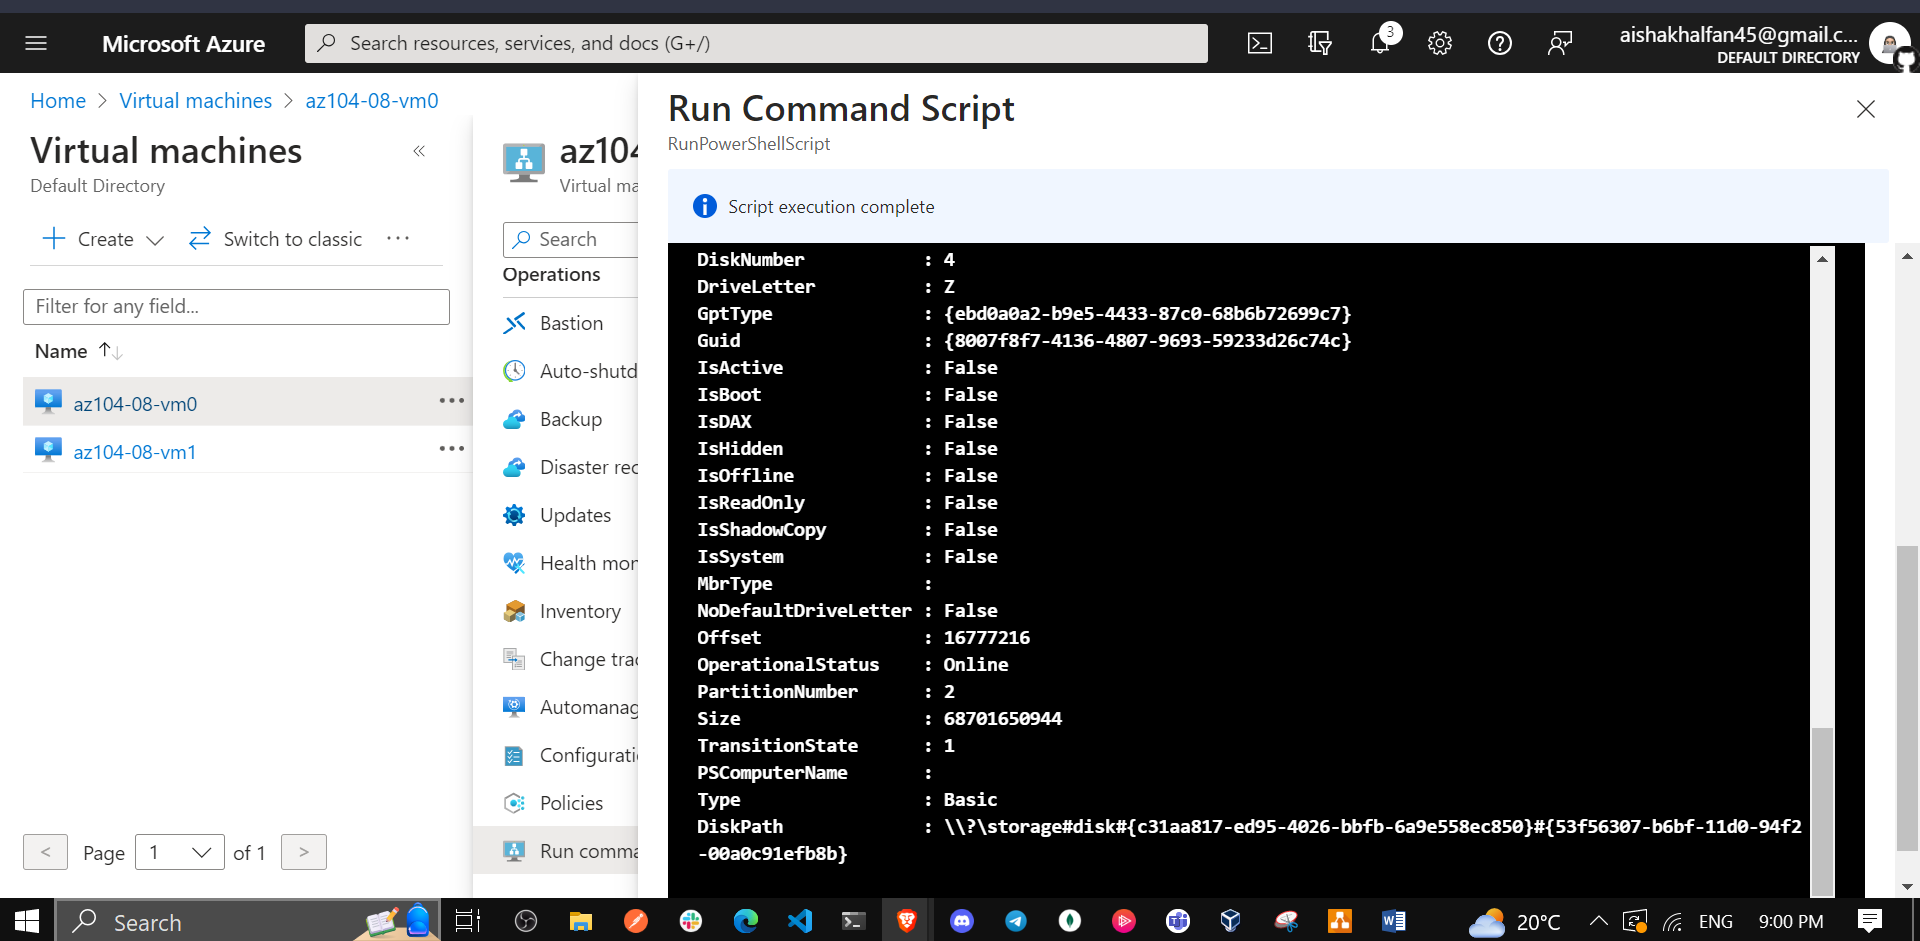 Microsoft Azure
Search resources, services, and docs (G+/)
3
aishakhalfan45@gmail.c...
DEFAULT DIRECTORY
Home > Virtual machines > az104-08-vm0
Virtual machines
Default Directory
Create
Switch to classic
Filter for any field...
Name
az104-08-vm0
az104-08-vm1
< Page 1 of 1 >
az104
Virtual ma
Search
Operations
Bastion
Auto-shutd
Backup
Disaster rec
Updates
Health mon
Inventory
Change trac
Automanag
Configurati
Policies
Run comma
Run Command Script
RunPowerShellScript
Script execution complete
DiskNumber : 4
DriveLetter : Z
GptType : {ebd0a0a2-b9e5-4433-87c0-68b6b72699c7}
Guid : {8007f8f7-4136-4807-9693-59233d26c74c}
IsActive : False
IsBoot : False
IsDAX : False
IsHidden : False
IsOffline : False
IsReadOnly : False
IsShadowCopy : False
IsSystem : False
MbrType :
NoDefaultDriveLetter : False
Offset : 16777216
OperationalStatus : Online
PartitionNumber : 2
Size : 68701650944
TransitionState : 1
PSComputerName :
Type : Basic
DiskPath : \\?\storage#disk#{c31aa817-ed95-4026-bbfb-6a9e558ec850}#{53f56307-b6bf-11d0-94f2
-00a0c91efb8b}
Search
20°C
ENG
9:00 PM